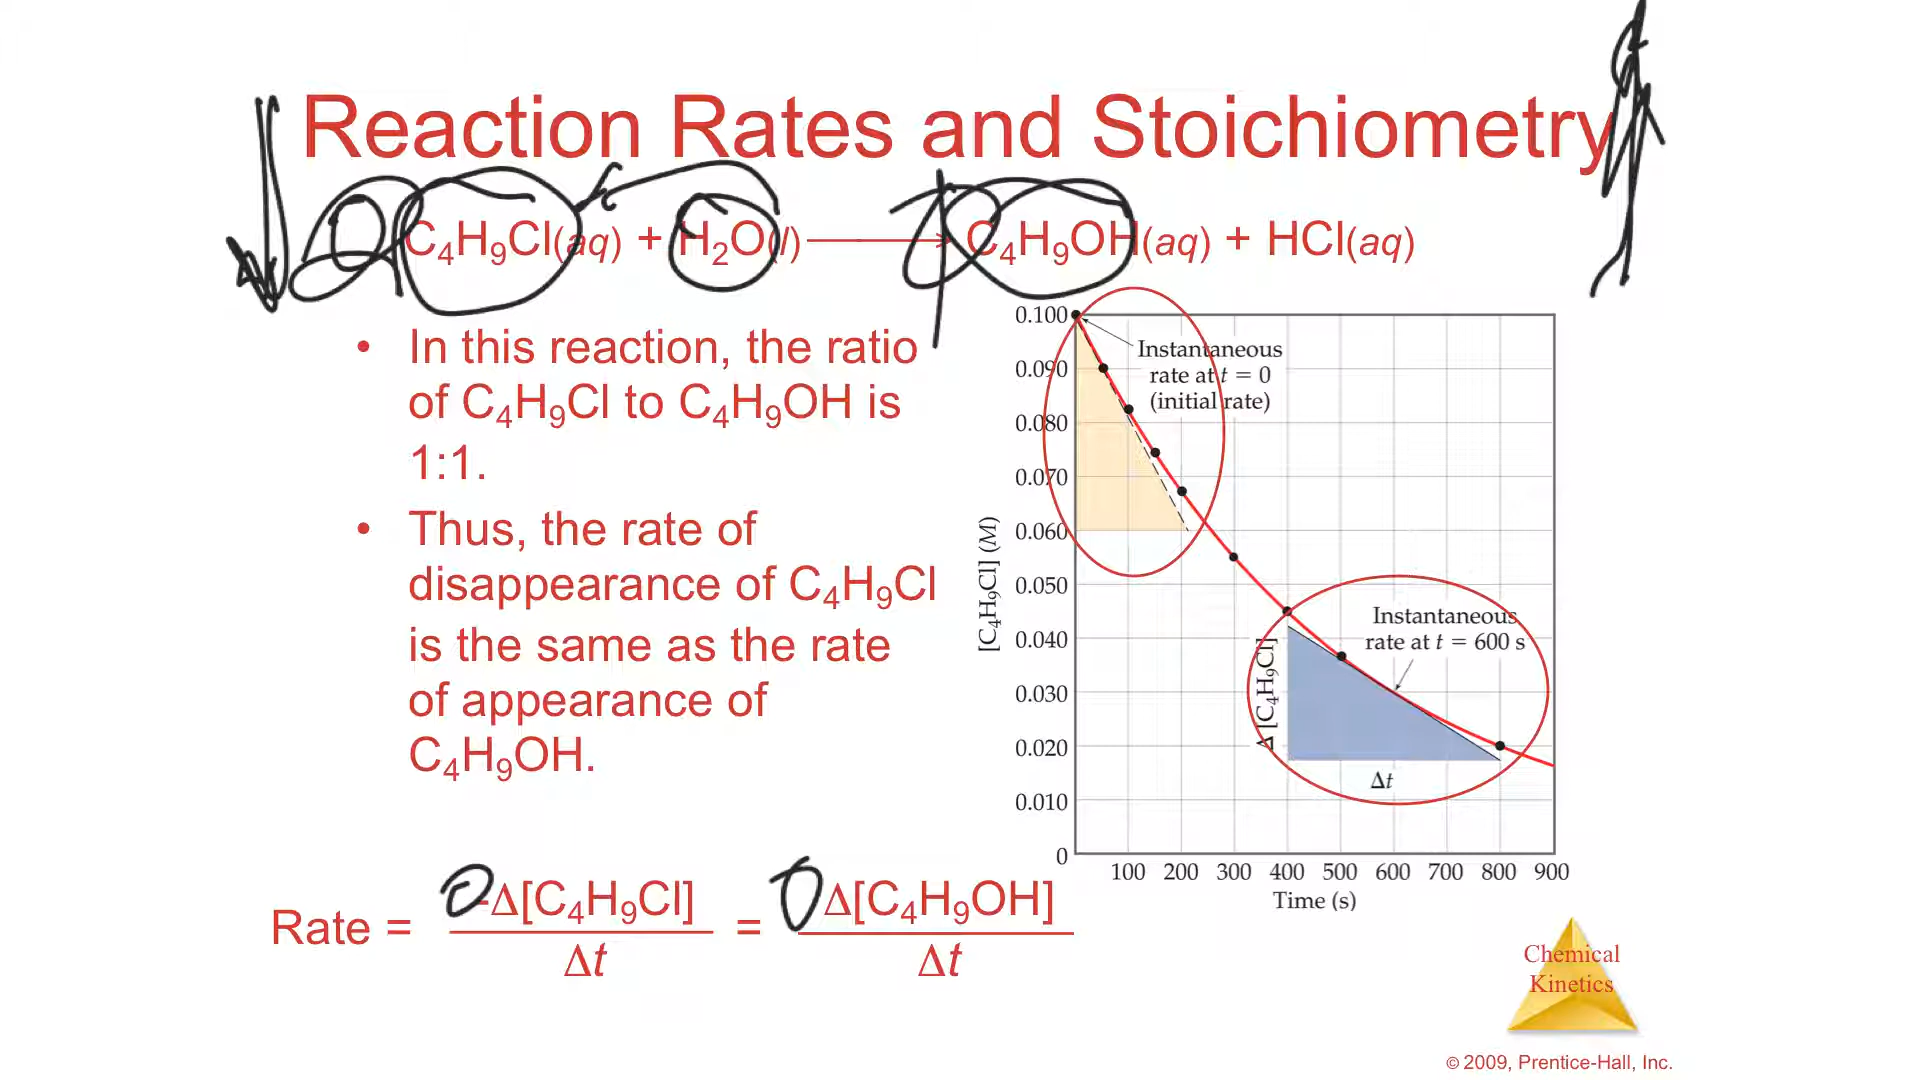 Reaction Rates and Stoichiometry
C₄H₉Cl(aq) + H₂O(l) ⟶ C₄H₉OH(aq) + HCl(aq)
• In this reaction, the ratio
of C₄H₉Cl to C₄H₉OH is
1:1.
• Thus, the rate of
disappearance of C₄H₉Cl
is the same as the rate
of appearance of
C₄H₉OH.
Rate = -Δ[C₄H₉Cl] / Δt = Δ[C₄H₉OH] / Δt
0.100
0.090
0.080
0.070
0.060
0.050
0.040
0.030
0.020
0.010
0
[C₄H₉Cl] (M)
Instantaneous
rate at t = 0
(initial rate)
Instantaneous
rate at t = 600 s
Δ [C₄H₉Cl]
Δt
100 200 300 400 500 600 700 800 900
Time (s)
Chemical
Kinetics
© 2009, Prentice-Hall, Inc.